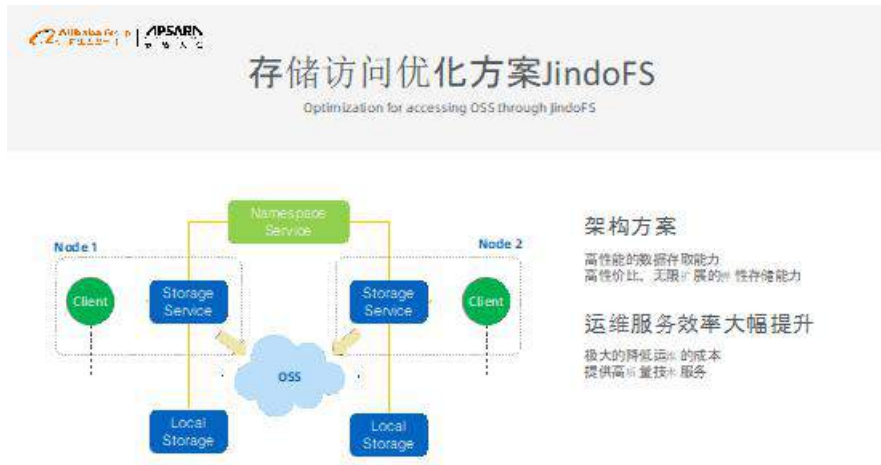 Alibaba Group
APSARA
存储访问优化方案JindoFS
Optimization for accessing OSS through JindoFS
Namespace
Service
Node 1
Node 2
Client
Storage
Service
Storage
Service
Client
OSS
Local
Storage
Local
Storage
架构方案
高性能的数据存取能力
高性价比、无限扩展的 性存储能力
运维服务效率大幅提升
极大的降低运维的成本
提供高质量技术服务